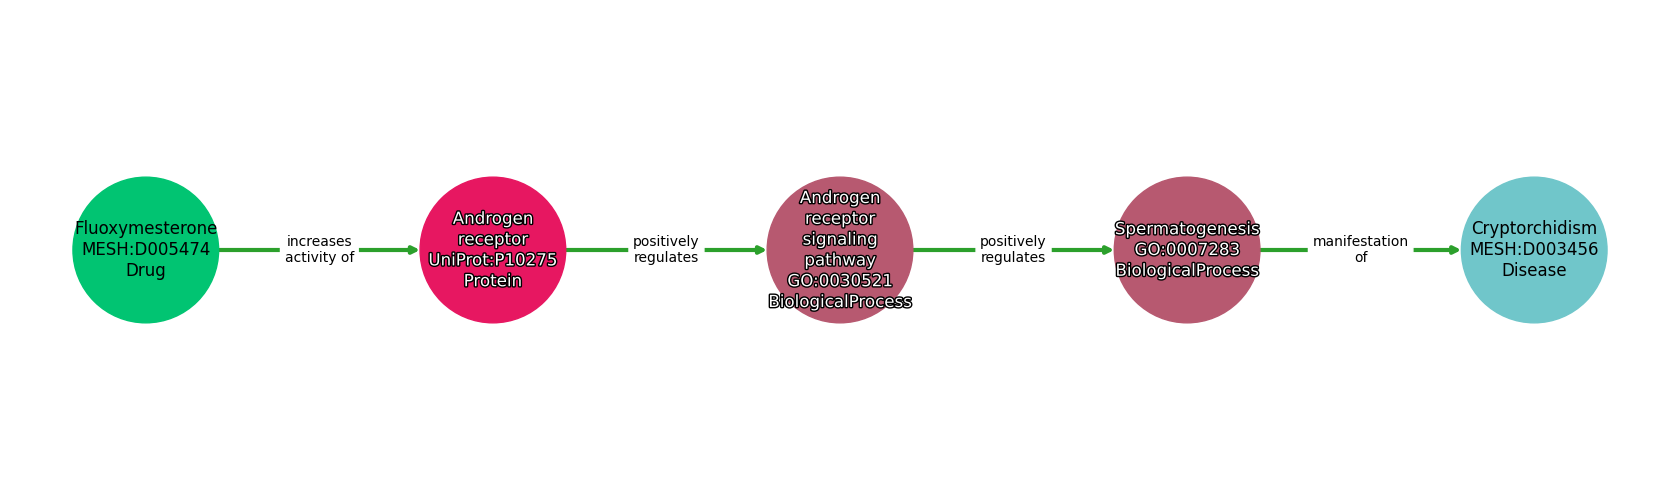 Fluoxymesterone
MESH:D005474
Drug
increases
activity of
Androgen
receptor
UniProt:P10275
Protein
positively
regulates
Androgen
receptor
signaling
pathway
GO:0030521
BiologicalProcess
positively
regulates
Spermatogenesis
GO:0007283
BiologicalProcess
manifestation
of
Cryptorchidism
MESH:D003456
Disease